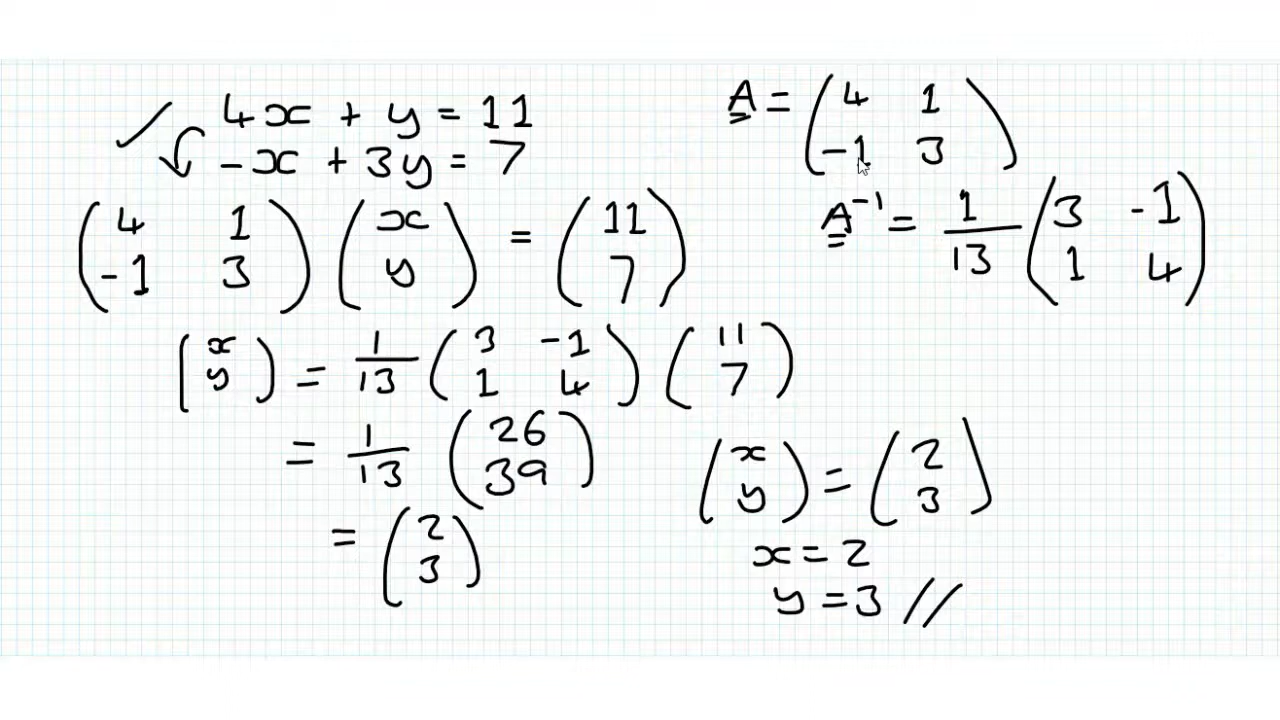 4x + y = 11
-x + 3y = 7
(4 1
-1 3) (x
y) = (11
7)
(x
y) = 1/13 (3 -1
1 4) (11
7)
= 1/13 (26
39)
= (2
3)
A = (4 1
-1 3)
A⁻¹ = 1/13 (3 -1
1 4)
(x
y) = (2
3)
x = 2
y = 3 //